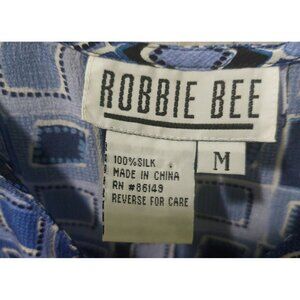 ROBBIE BEE
100%SILK
MADE IN CHINA
RN #86149
REVERSE FOR CARE
M